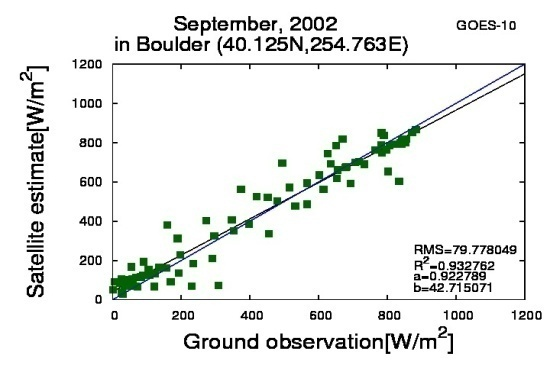 September, 2002
GOES-10
in Boulder (40.125N,254.763E)
Satellite estimate[W/m²]
1200
1000
800
600
400
200
0
RMS=79.778049
R²=0.932762
a=0.922789
b=42.715071
0 200 400 600 800 1000 1200
Ground observation[W/m²]